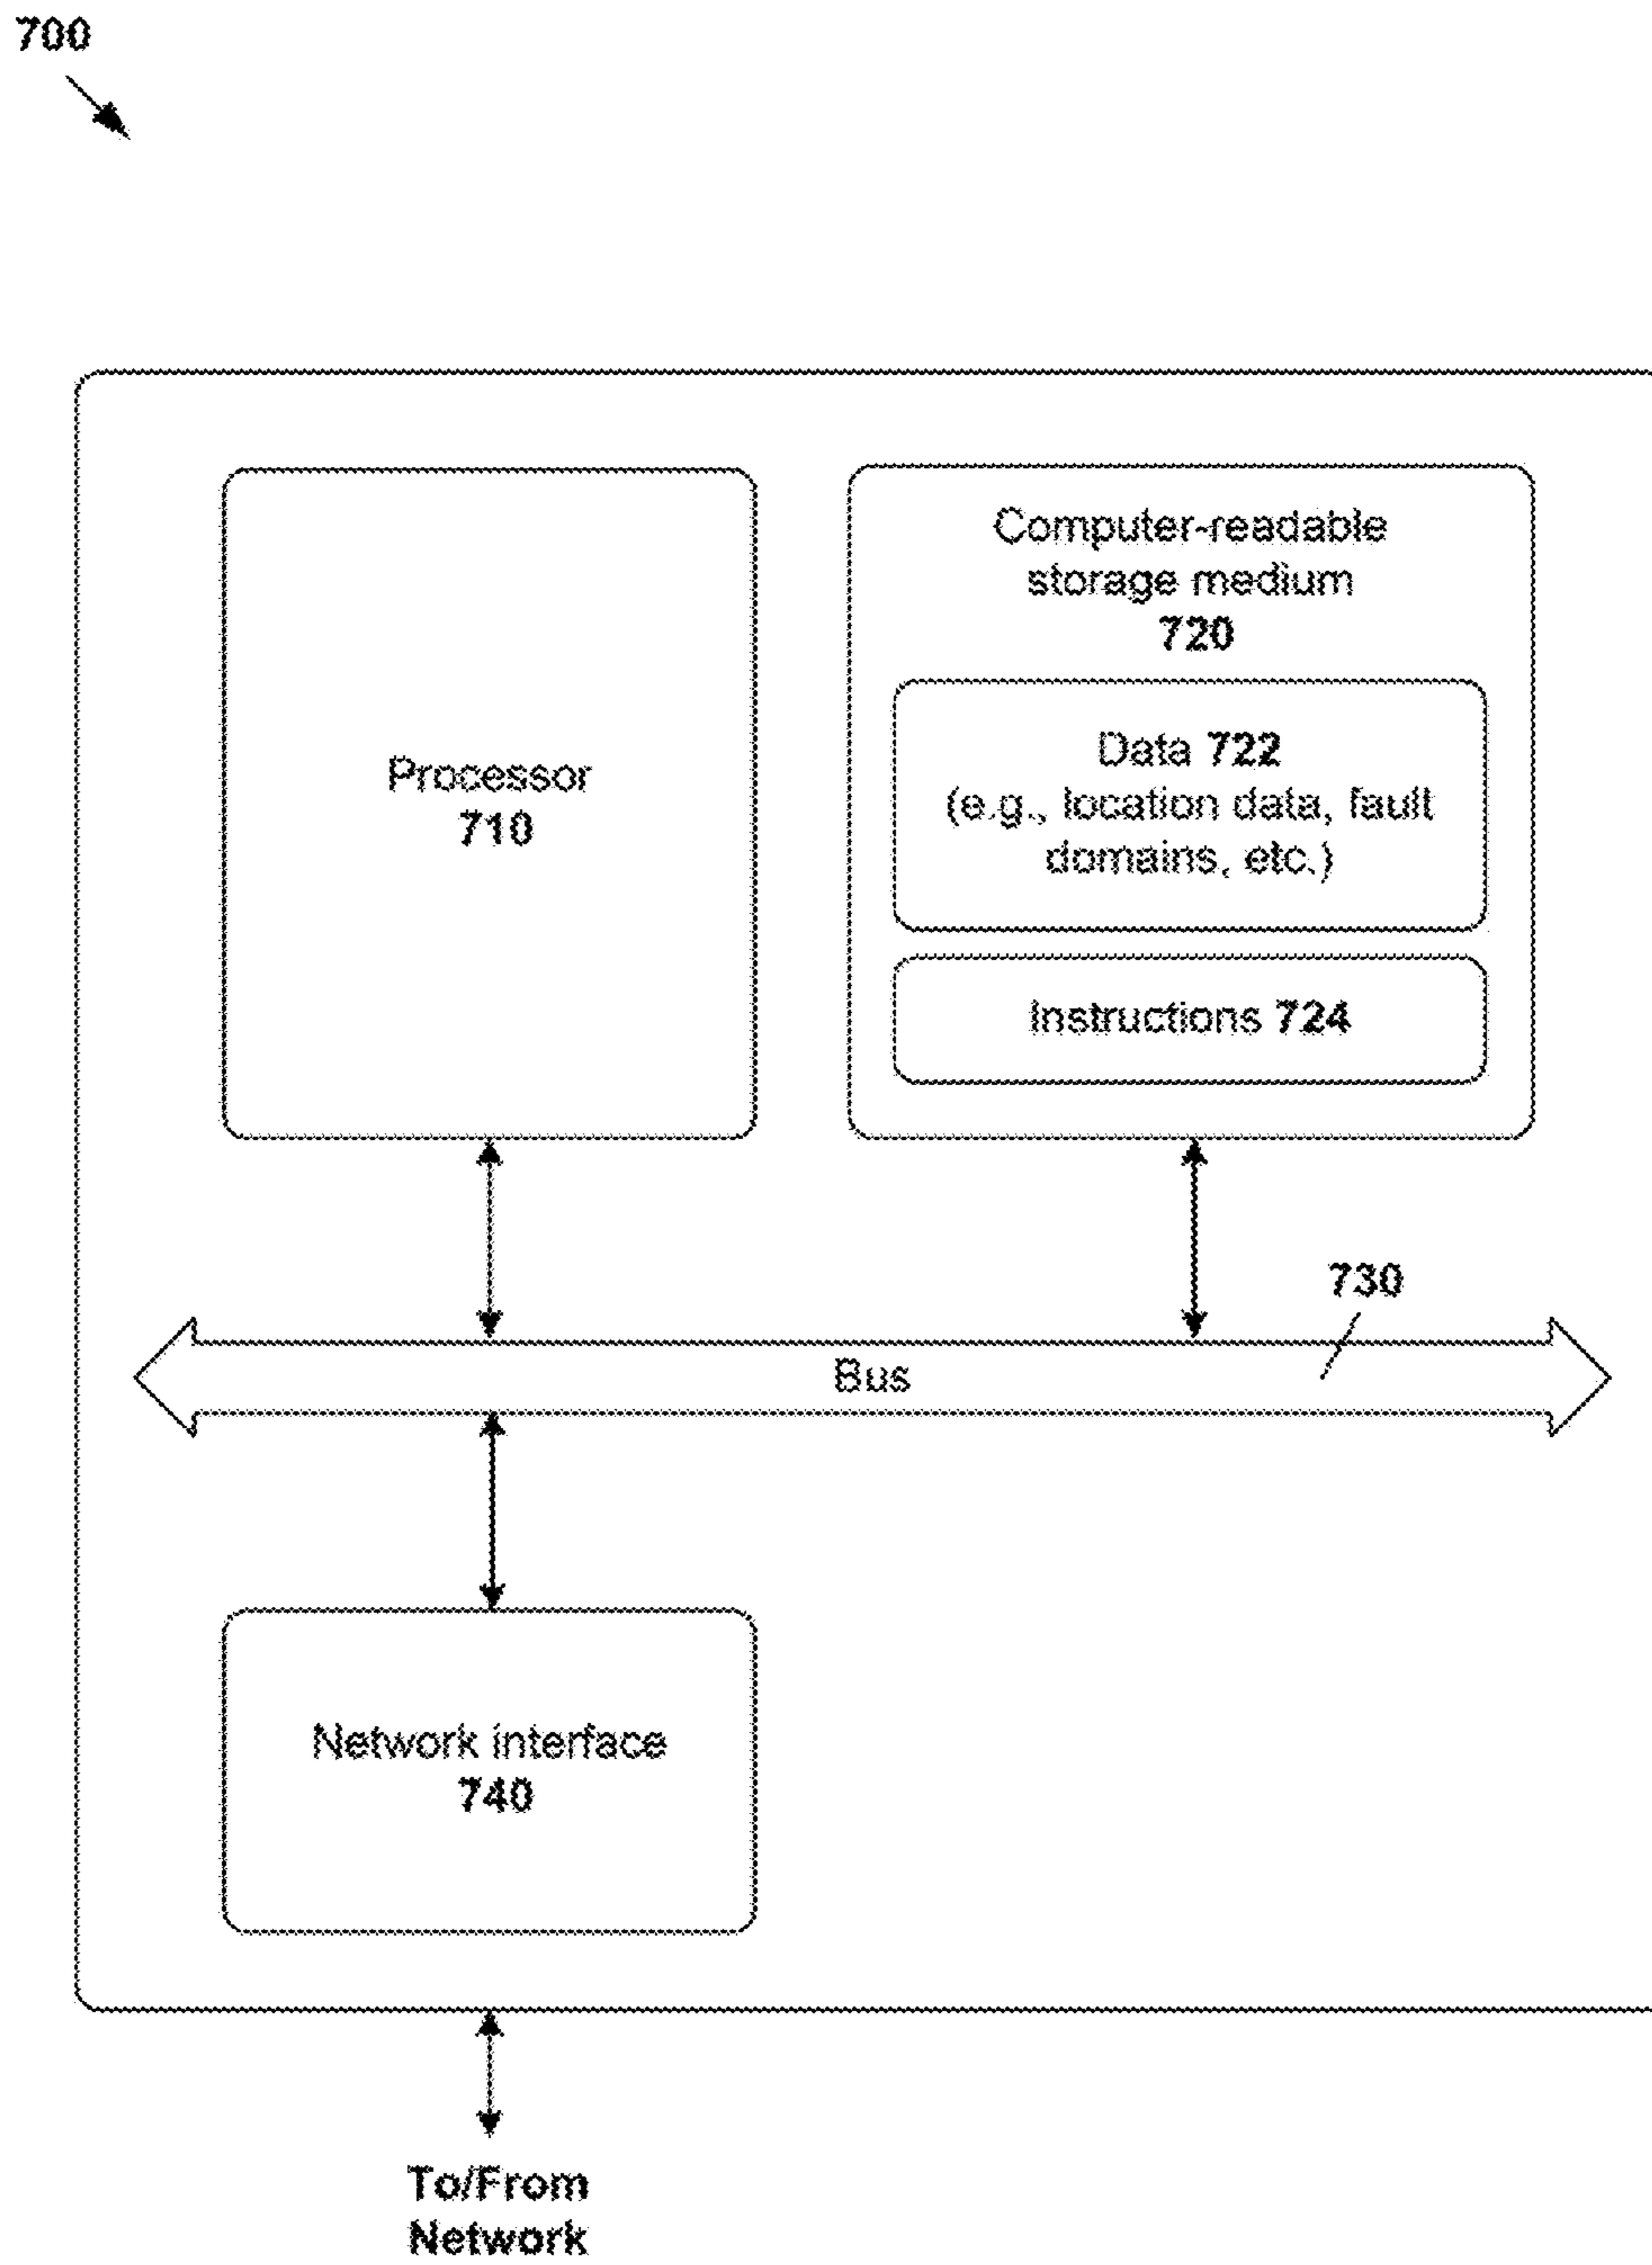 700
Processor
710
Computer-readable
storage medium
720
Data 722
(e.g., location data, fault
domains, etc.)
Instructions 724
730
Bus
Network interface
740
To/From
Network